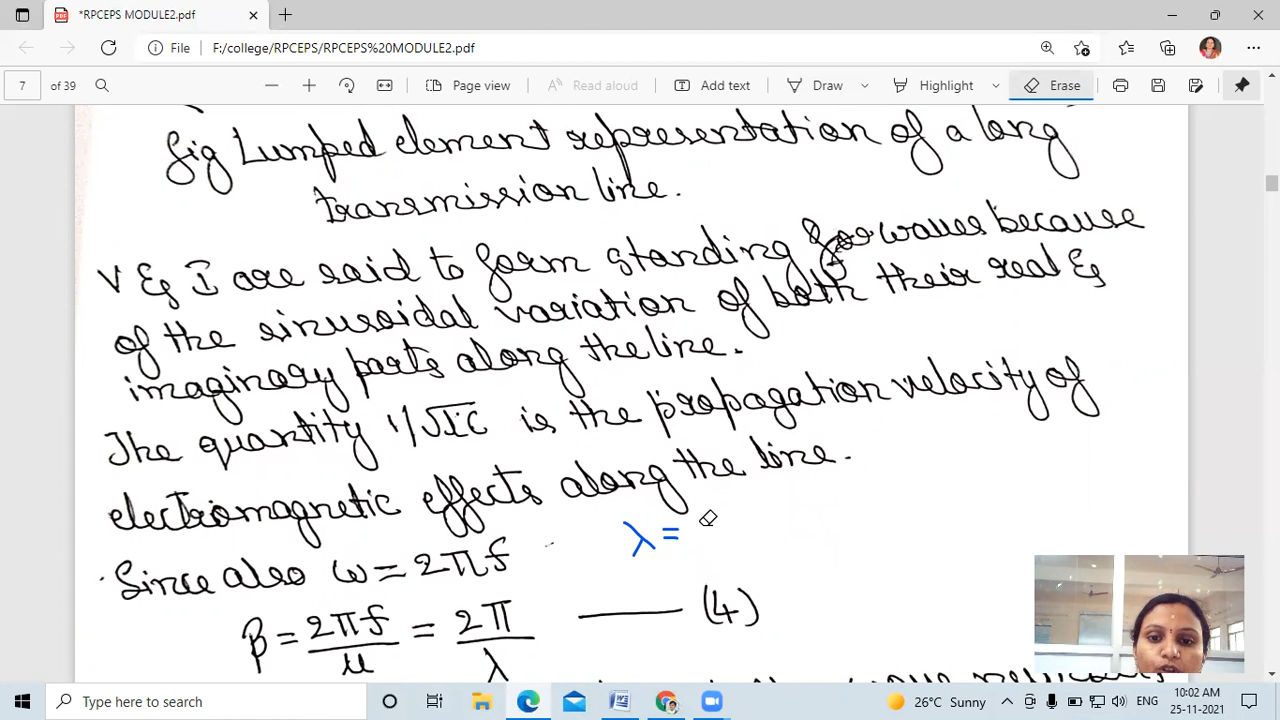 *RPCEPS MODULE2.pdf
File F:/college/RPCEPS/RPCEPS%20MODULE2.pdf
7 of 39 Page view Read aloud Add text Draw Highlight Erase
fig Lumped element representation of a long
transmission line.
V & I are said to form standing waves because
of the sinusoidal variation of both their real &
imaginary parts along the line.
The quantity 1/√LC is the propagation velocity of
electromagnetic effects along the line.
λ =
Since also ω = 2πf
β = 2πf/u = 2π/λ —— (4)
Type here to search
26°C Sunny
ENG
10:02 AM
25-11-2021